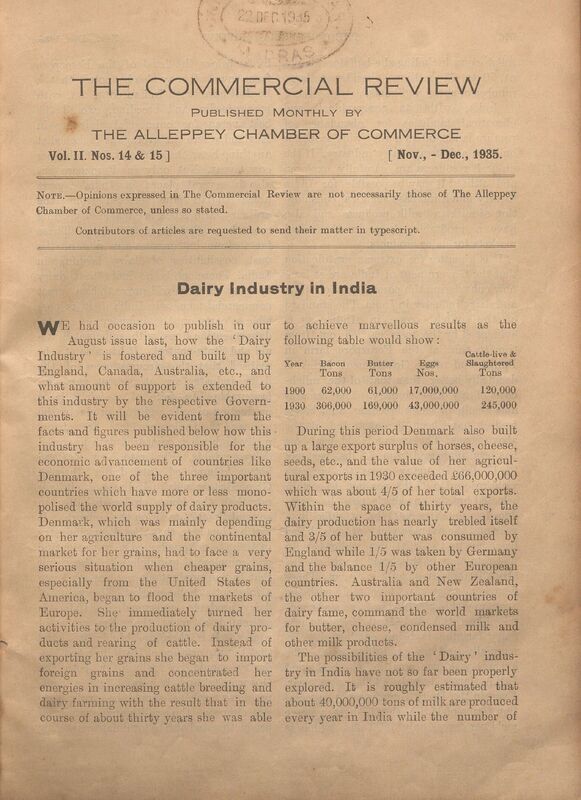 22 DEC 1935
THE COMMERCIAL REVIEW
PUBLISHED MONTHLY BY
THE ALLEPPEY CHAMBER OF COMMERCE
Vol. II. Nos. 14 & 15 ] [ Nov., - Dec., 1935.
NOTE.—Opinions expressed in The Commercial Review are not necessarily those of The Alleppey
Chamber of Commerce, unless so stated.
Contributors of articles are requested to send their matter in typescript.
Dairy Industry in India
WE had occasion to publish in our
August issue last, how the ‘Dairy
Industry’ is fostered and built up by
England, Canada, Australia, etc., and
what amount of support is extended to
this industry by the respective Govern-
ments. It will be evident from the
facts and figures published below how this
industry has been responsible for the
economic advancement of countries like
Denmark, one of the three important
countries which have more or less mono-
polised the world supply of dairy products.
Denmark, which was mainly depending
on her agriculture and the continental
market for her grains, had to face a very
serious situation when cheaper grains,
especially from the United States of
America, began to flood the markets of
Europe. She immediately turned her
activities to the production of dairy pro-
ducts and rearing of cattle. Instead of
exporting her grains she began to import
foreign grains and concentrated her
energies in increasing cattle breeding and
dairy farming with the result that in the
course of about thirty years she was able
to achieve marvellous results as the
following table would show :
Year Bacon Tons Butter Tons Eggs Nos. Cattle-live & Slaughtered Tons
1900 62,000 61,000 17,000,000 120,000
1930 306,000 169,000 43,000,000 245,000
During this period Denmark also built
up a large export surplus of horses, cheese,
seeds, etc., and the value of her agricul-
tural exports in 1930 exceeded £66,000,000
which was about 4/5 of her total exports.
Within the space of thirty years, the
dairy production has nearly trebled itself
and 3/5 of her butter was consumed by
England while 1/5 was taken by Germany
and the balance 1/5 by other European
countries. Australia and New Zealand,
the other two important countries of
dairy fame, command the world markets
for butter, cheese, condensed milk and
other milk products.
The possibilities of the ‘Dairy’ indus-
try in India have not so far been properly
explored. It is roughly estimated that
about 40,000,000 tons of milk are produced
every year in India while the number of